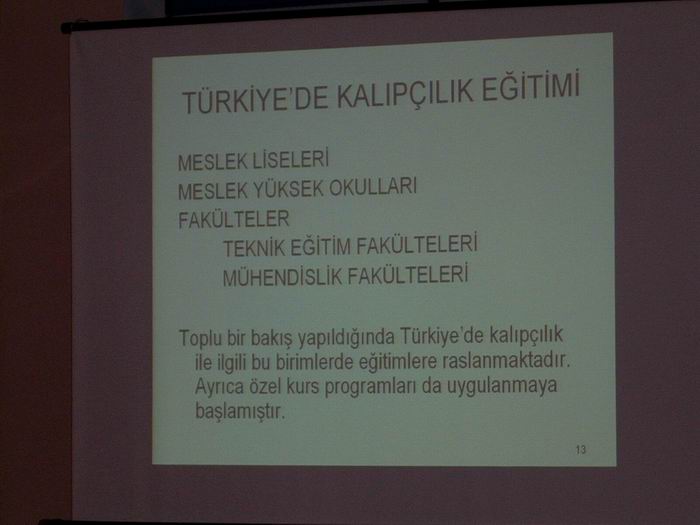 TÜRKİYE'DE KALIPÇILIK EĞİTİMİ
MESLEK LİSELERİ
MESLEK YÜKSEK OKULLARI
FAKÜLTELER
TEKNİK EĞİTİM FAKÜLTELERİ
MÜHENDİSLİK FAKÜLTELERİ
Toplu bir bakış yapıldığında Türkiye'de kalıpçılık
ile ilgili bu birimlerde eğitimlere raslanmaktadır.
Ayrıca özel kurs programları da uygulanmaya
başlamıştır.
13